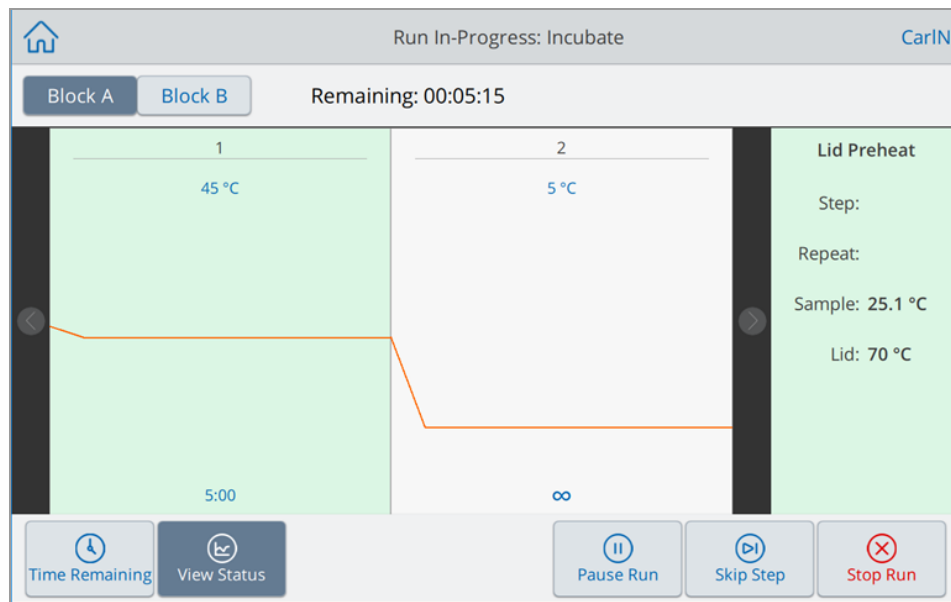 Run In-Progress: Incubate CarlN
Block A Block B Remaining: 00:05:15
1 2 Lid Preheat
45 °C 5 °C
Step:
Repeat:
Sample: 25.1 °C
Lid: 70 °C
5:00 ∞
Time Remaining View Status Pause Run Skip Step Stop Run